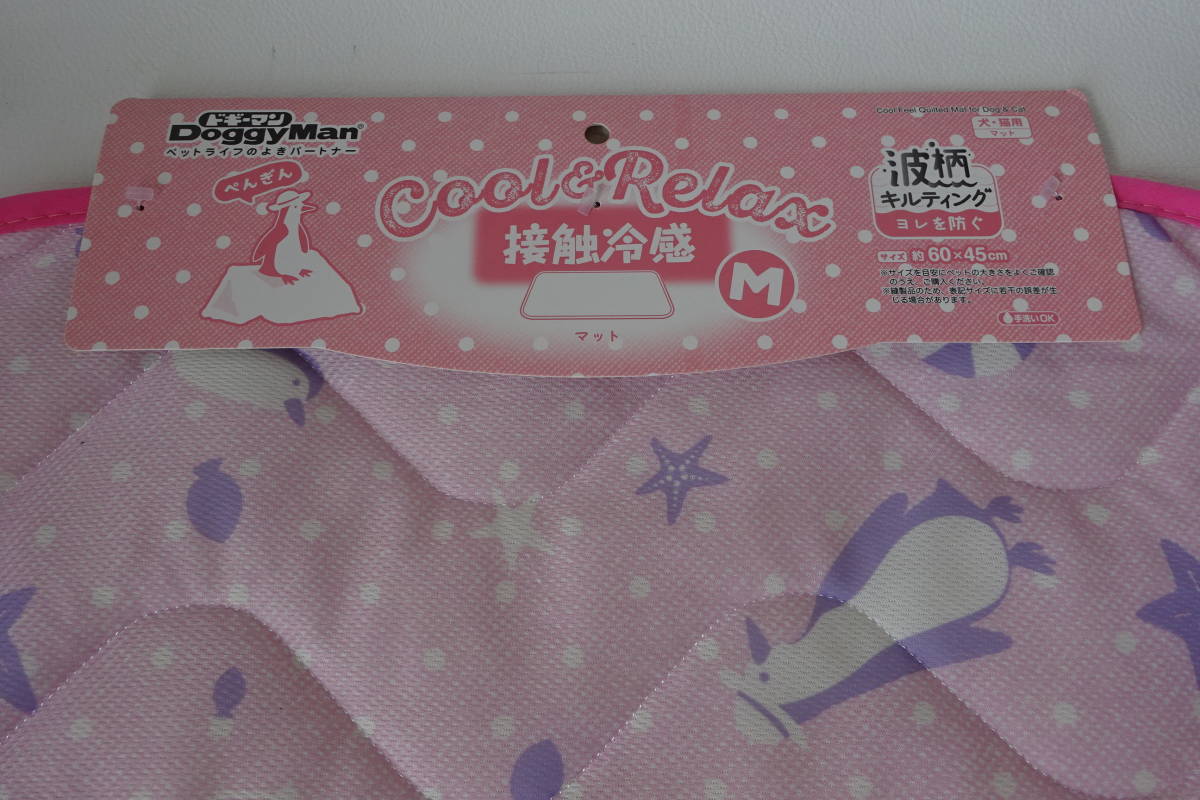 ドギーマン
DoggyMan®
ペットライフのよきパートナー
ぺんぎん
Cool&Relax
接触冷感
マット
M
Cool Feel Quilted Mat for Dog & Cat
犬・猫用
マット
波柄
キルティング
ヨレを防ぐ
サイズ 約60×45cm
※サイズを目安にペットの大きさをよくご確認
のうえ、ご購入ください。
※縫製品のため、表記サイズに若干の誤差が生
じる場合があります。
手洗いOK